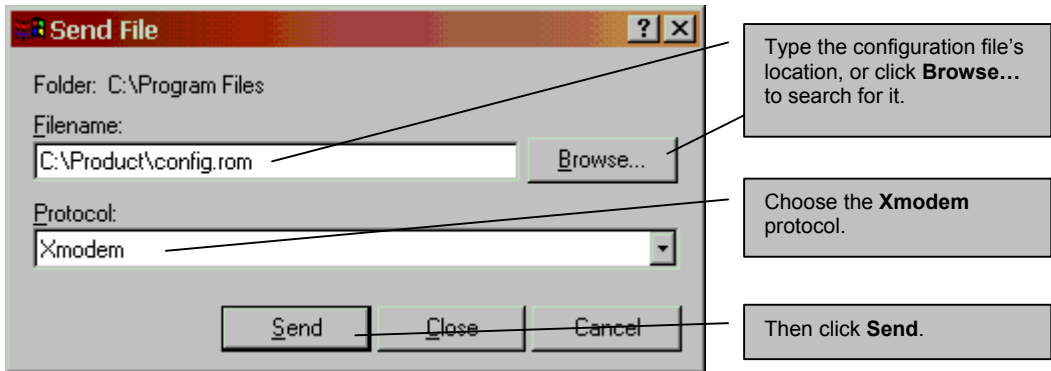 Send File
Folder: C:\Program Files
Filename:
C:\Product\config.rom
Browse...
Protocol:
Xmodem
Send
Close
Cancel
Type the configuration file's
location, or click Browse…
to search for it.
Choose the Xmodem
protocol.
Then click Send.